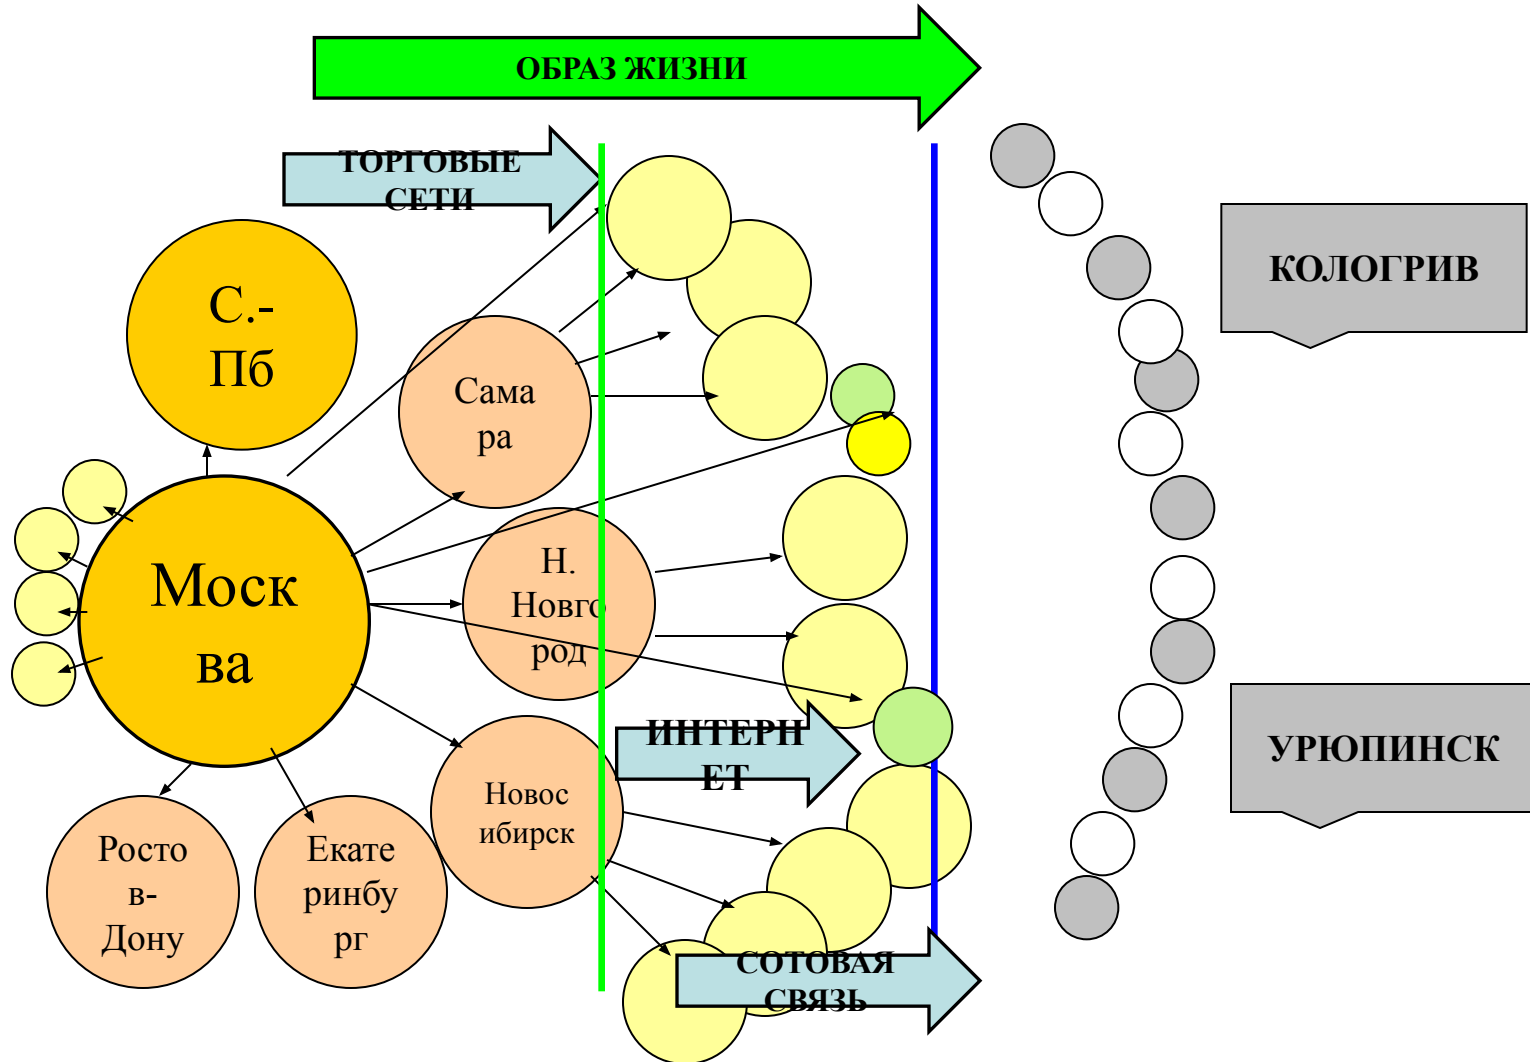 ОБРАЗ ЖИЗНИ
ТОРГОВЫЕ
СЕТИ
С.-
Пб
Сама
ра
КОЛОГРИВ
Моск
ва
Н.
Новго
род
ИНТЕРН
ЕТ
УРЮПИНСК
Новос
ибирск
Росто
в-
Дону
Екате
ринбу
рг
СОТОВАЯ
СВЯЗЬ